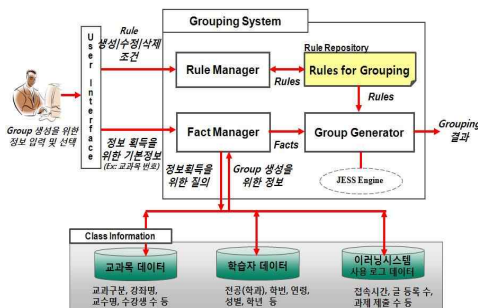 Grouping System
Rule
생성/수정/삭제
조건
User Interface
Rule Manager
Rules
Rule Repository
Rules for Grouping
Rules
Group 생성을 위한
정보 입력 및 선택
정보 획득을
위한 기본정보
(Ex: 교과목 번호)
Fact Manager
Facts
Group Generator
Grouping
결과
정보획득을
위한 질의
Group 생성을
위한 정보
JESS Engine
Class Information
교과목 데이터
교과구분, 강좌명,
교수명, 수강생 수 등
학습자 데이터
전공(학과), 학번, 연령,
성별, 학년 등
이러닝시스템
사용 로그 데이터
접속시간, 글 등록 수,
과제 제출 수 등